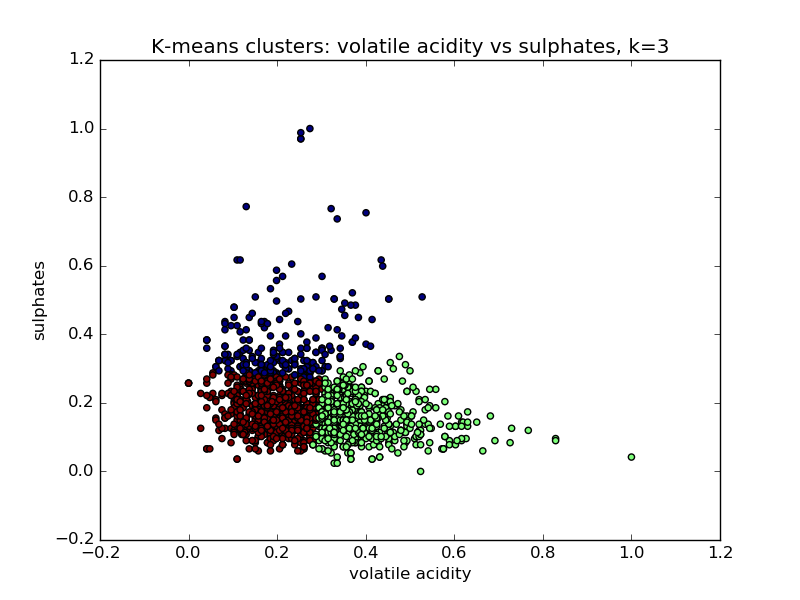 K-means clusters: volatile acidity vs sulphates, k=3
1.2
1.0
0.8
0.6
0.4
0.2
0.0
−0.2
sulphates
−0.2 0.0 0.2 0.4 0.6 0.8 1.0 1.2
volatile acidity